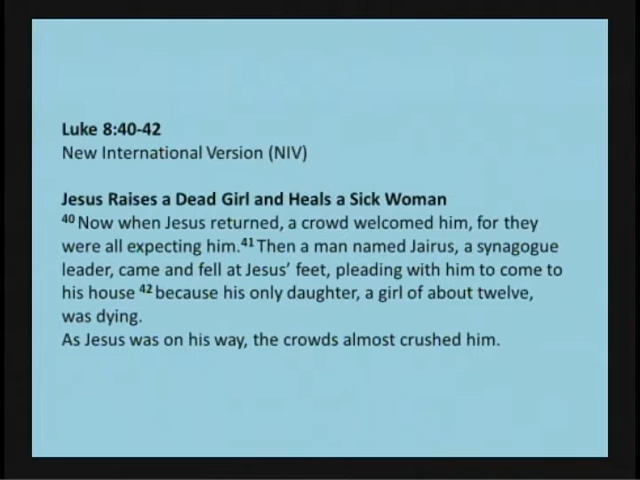 Luke 8:40-42
New International Version (NIV)
Jesus Raises a Dead Girl and Heals a Sick Woman
40 Now when Jesus returned, a crowd welcomed him, for they
were all expecting him.41 Then a man named Jairus, a synagogue
leader, came and fell at Jesus’ feet, pleading with him to come to
his house 42 because his only daughter, a girl of about twelve,
was dying.
As Jesus was on his way, the crowds almost crushed him.